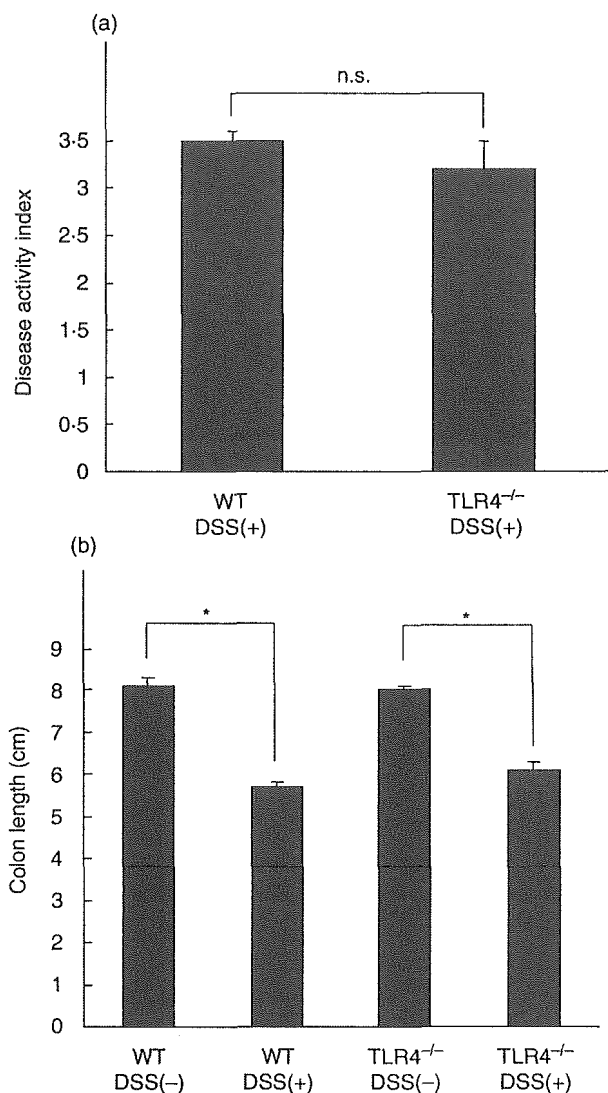 (a)
n.s.
3·5
3
2·5
2
1·5
1
0·5
0
Disease activity index
WT
DSS(+)
TLR4⁻/⁻
DSS(+)
(b)
*
*
9
8
7
6
5
4
3
2
1
0
Colon length (cm)
WT
DSS(–)
WT
DSS(+)
TLR4⁻/⁻
DSS(–)
TLR4⁻/⁻
DSS(+)